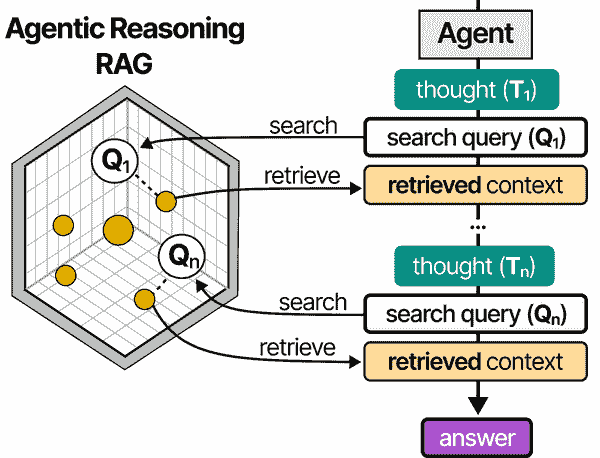 Agentic Reasoning
RAG
Agent
thought (T1)
search
search query (Q1)
Q1
retrieve
retrieved context
...
thought (Tn)
Qn
search
search query (Qn)
retrieve
retrieved context
answer